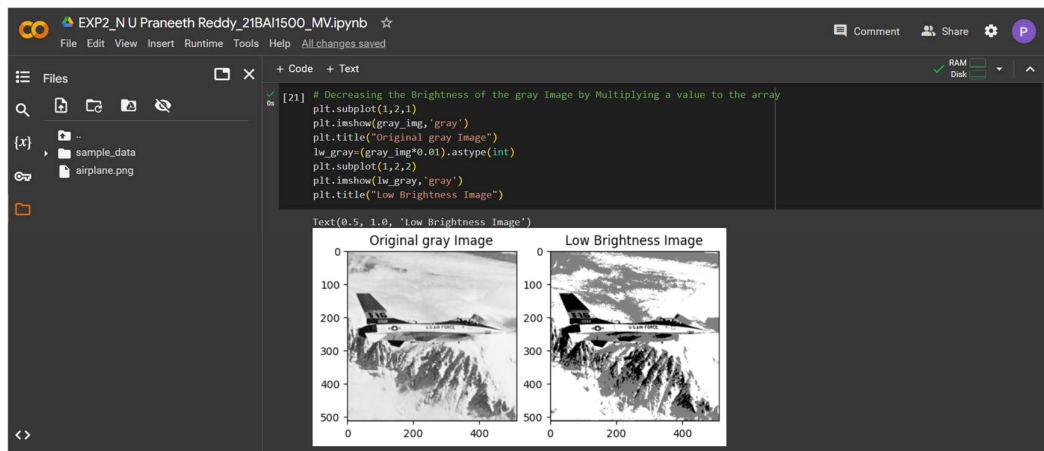 EXP2_N U Praneeth Reddy_21BAI1500_MV.ipynb
File Edit View Insert Runtime Tools Help All changes saved
Comment Share P
Files
+ Code + Text
RAM
Disk
{x}
..
sample_data
airplane.png
<>
0s
[21] # Decreasing the Brightness of the gray Image by Multiplying a value to the array
plt.subplot(1,2,1)
plt.imshow(gray_img,'gray')
plt.title("Original gray Image")
lw_gray=(gray_img*0.01).astype(int)
plt.subplot(1,2,2)
plt.imshow(lw_gray,'gray')
plt.title("Low Brightness Image")
Text(0.5, 1.0, 'Low Brightness Image')
Original gray Image
0
100
200
300
400
500
0 200 400
U.S. AIR FORCE
Low Brightness Image
0
100
200
300
400
500
0 200 400
U.S. AIR FORCE